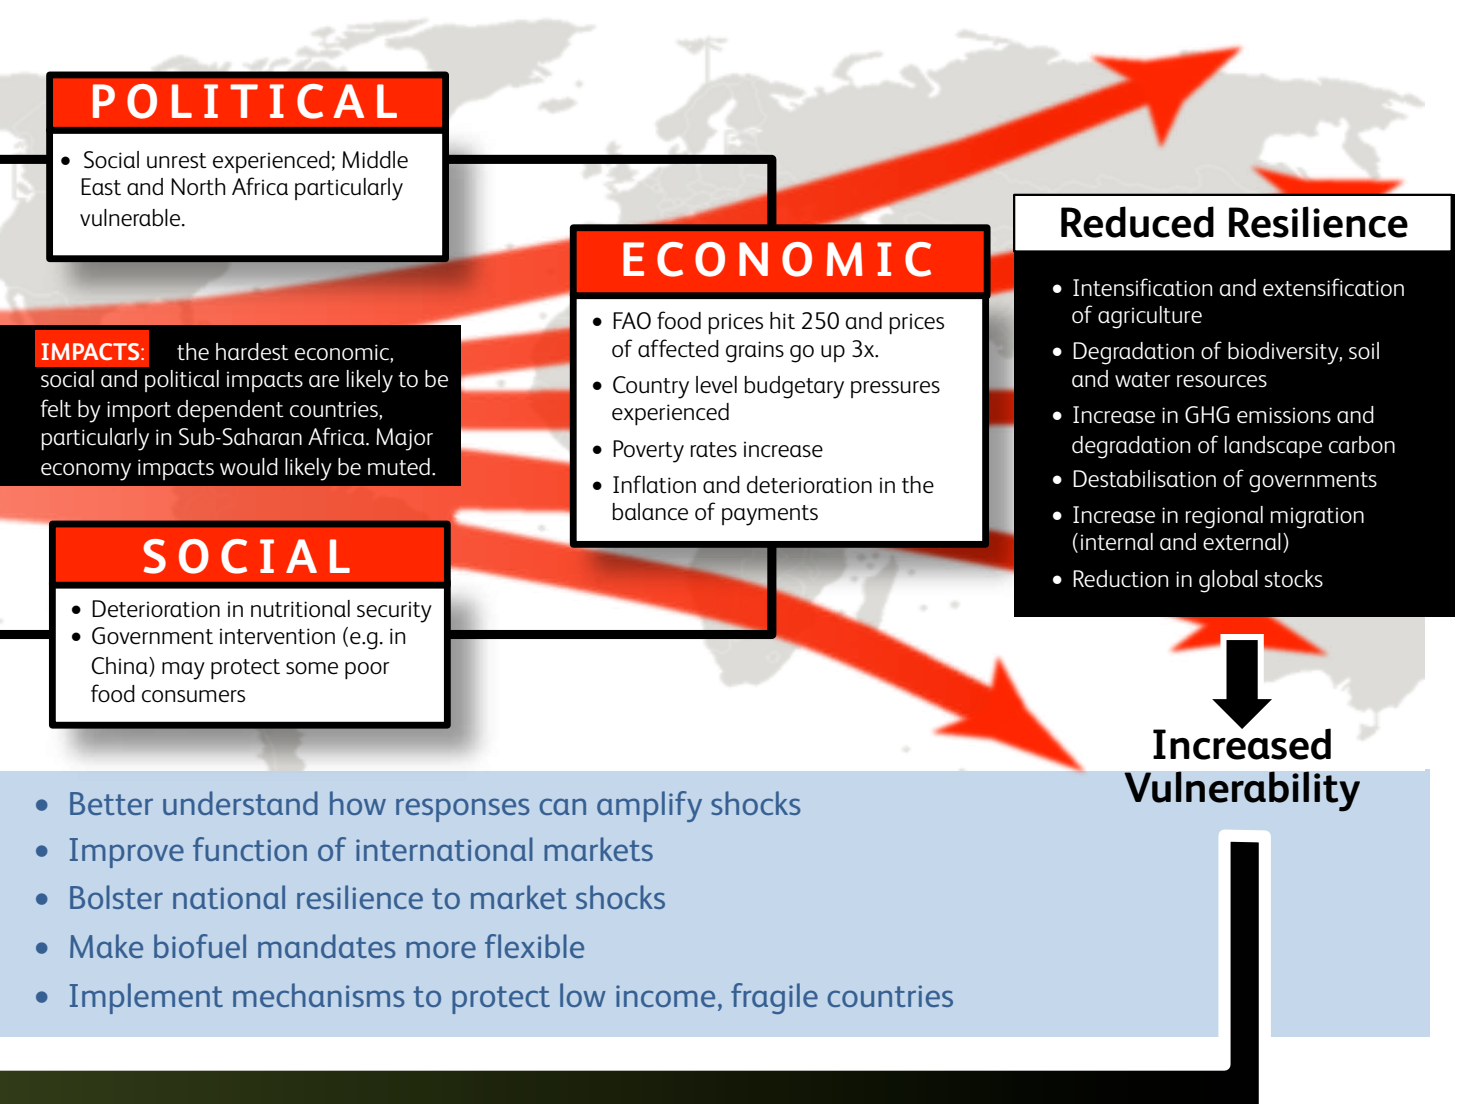 POLITICAL
• Social unrest experienced; Middle
East and North Africa particularly
vulnerable.
IMPACTS: the hardest economic,
social and political impacts are likely to be
felt by import dependent countries,
particularly in Sub-Saharan Africa. Major
economy impacts would likely be muted.
SOCIAL
• Deterioration in nutritional security
• Government intervention (e.g. in
China) may protect some poor
food consumers
ECONOMIC
• FAO food prices hit 250 and prices
of affected grains go up 3x.
• Country level budgetary pressures
experienced
• Poverty rates increase
• Inflation and deterioration in the
balance of payments
Reduced Resilience
• Intensification and extensification
of agriculture
• Degradation of biodiversity, soil
and water resources
• Increase in GHG emissions and
degradation of landscape carbon
• Destabilisation of governments
• Increase in regional migration
(internal and external)
• Reduction in global stocks
Increased
Vulnerability
• Better understand how responses can amplify shocks
• Improve function of international markets
• Bolster national resilience to market shocks
• Make biofuel mandates more flexible
• Implement mechanisms to protect low income, fragile countries